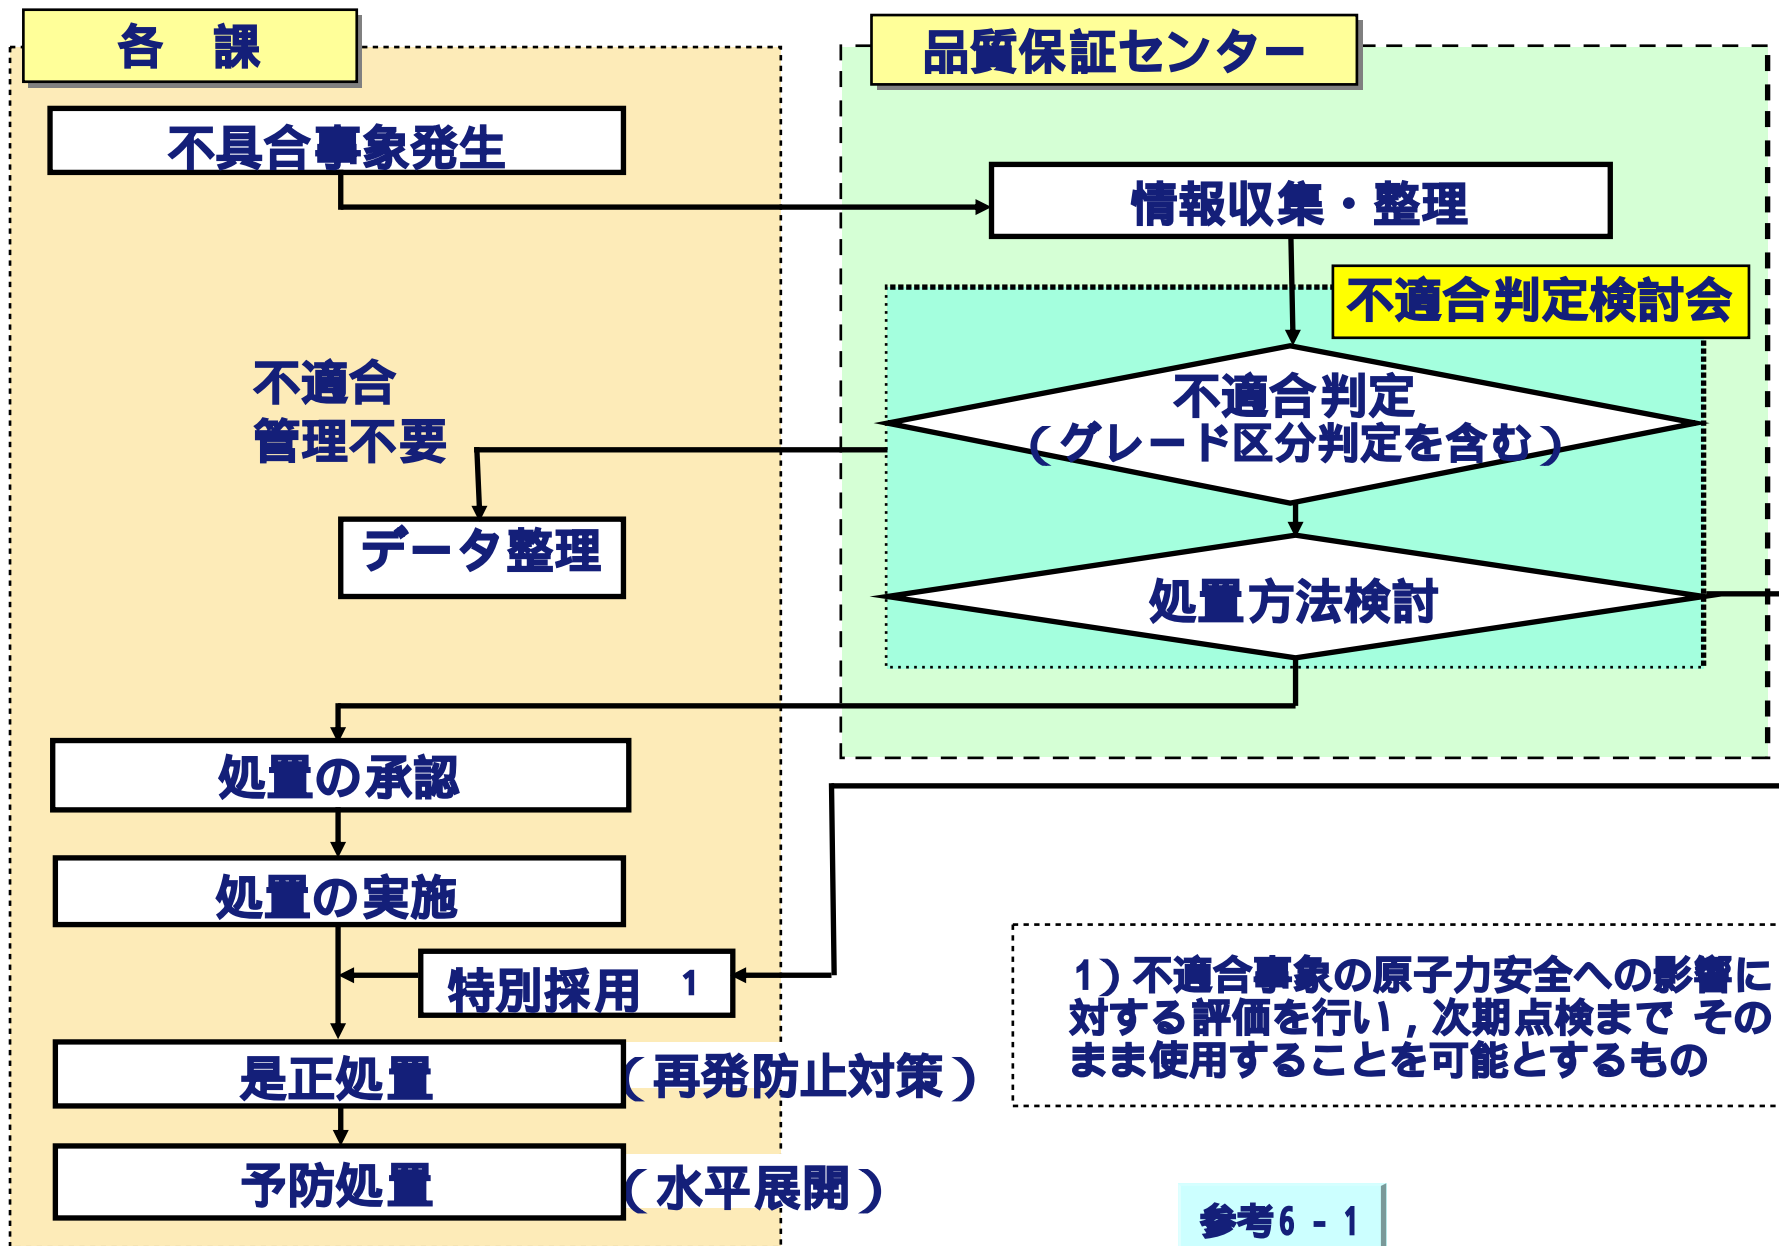 各　課
品質保証センター
不具合事象発生
情報収集・整理
不適合判定検討会
不適合判定
（グレード区分判定を含む）
不適合
管理不要
データ整理
処置方法検討
処置の承認
処置の実施
特別採用　1
是正処置
（再発防止対策）
予防処置
（水平展開）
1）不適合事象の原子力安全への影響に
対する評価を行い，次期点検まで その
まま使用することを可能とするもの
参考6－1